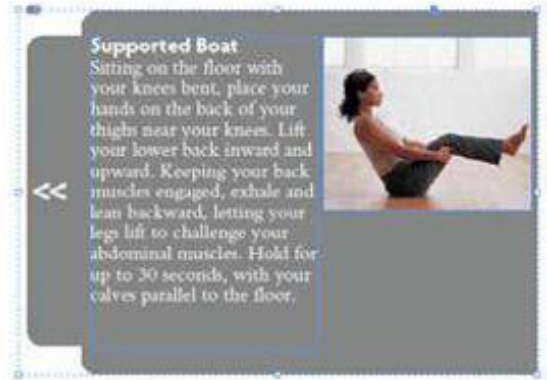 Supported Boat
Sitting on the floor with
your knees bent, place your
hands on the back of your
thighs near your knees. Lift
your lower back inward and
upward. Keeping your back
muscles engaged, exhale and
lean backward, letting your
legs lift to challenge your
abdominal muscles. Hold for
up to 30 seconds, with your
calves parallel to the floor.
<<